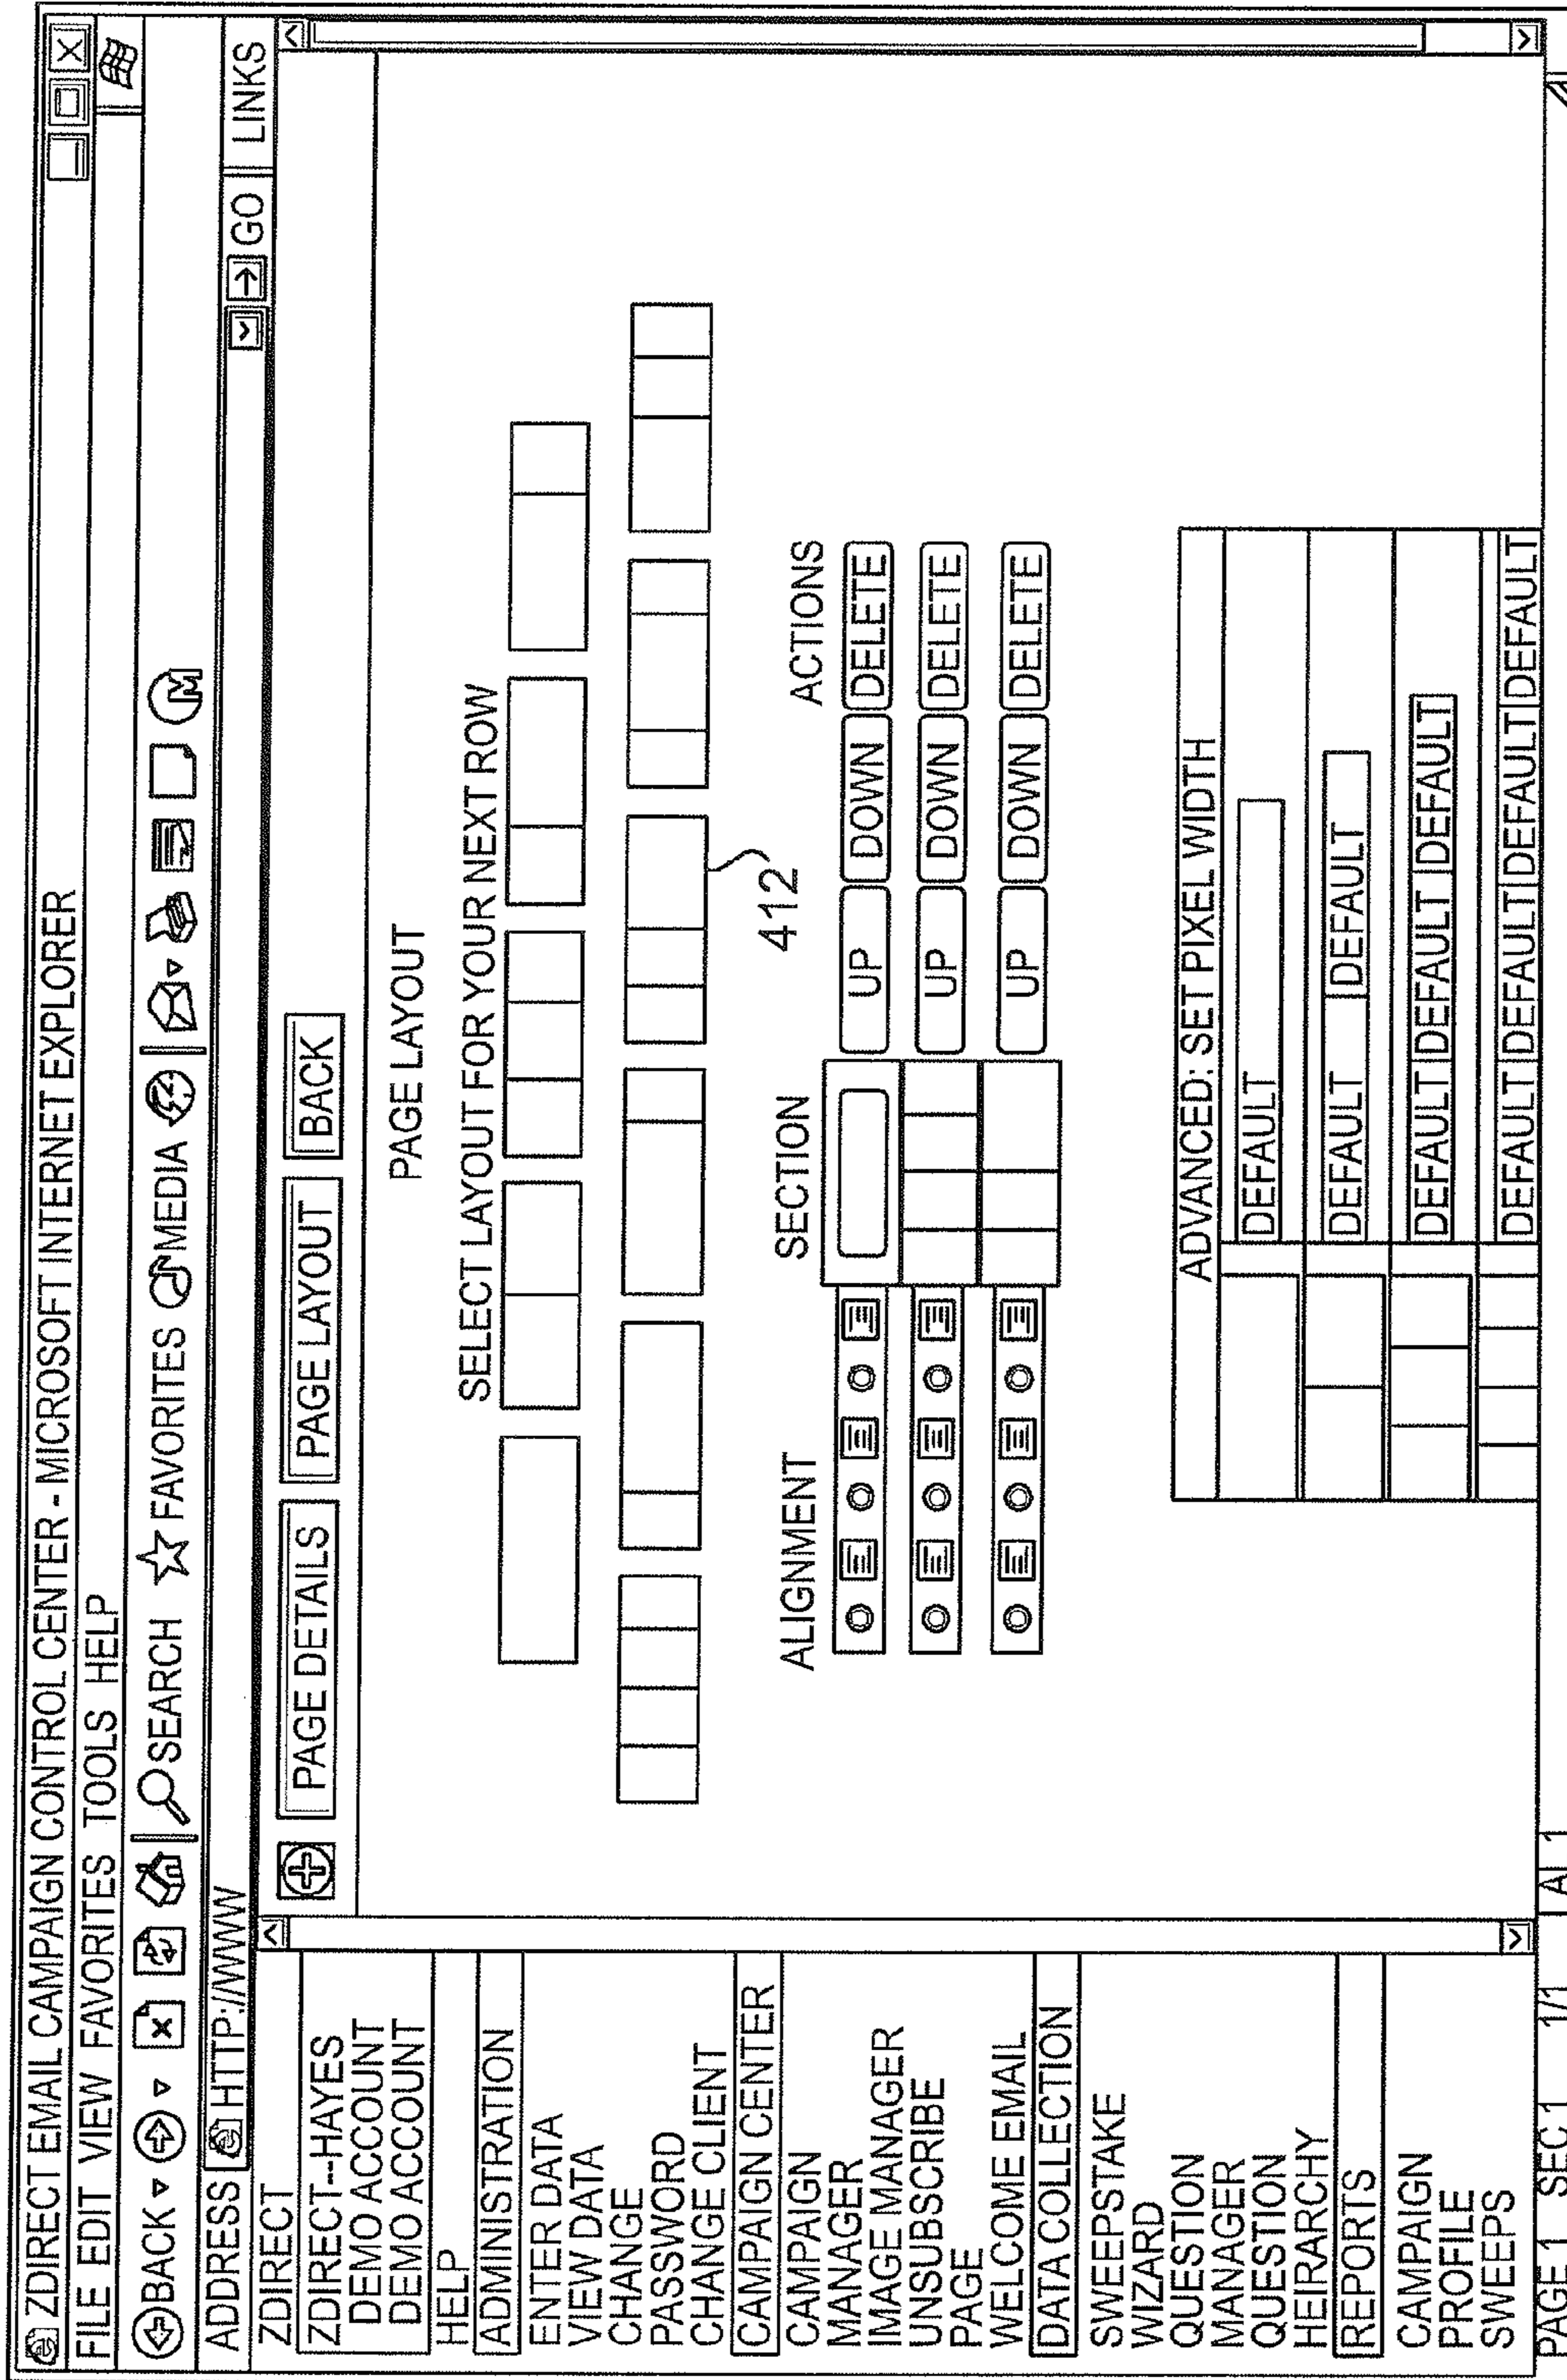 ZDIRECT EMAIL CAMPAIGN CONTROL CENTER - MICROSOFT INTERNET EXPLORER
FILE EDIT VIEW FAVORITES TOOLS HELP
BACK SEARCH FAVORITES MEDIA M
ADDRESS HTTP://WWW GO LINKS
ZDIRECT
ZDIRECT---HAYES
DEMO ACCOUNT
DEMO ACCOUNT
HELP
ADMINISTRATION
ENTER DATA
VIEW DATA
CHANGE
PASSWORD
CHANGE CLIENT
CAMPAIGN CENTER
CAMPAIGN
MANAGER
IMAGE MANAGER
UNSUBSCRIBE
PAGE
WELCOME EMAIL
DATA COLLECTION
SWEEPSTAKE
WIZARD
QUESTION
MANAGER
QUESTION
HEIRARCHY
REPORTS
CAMPAIGN
PROFILE
SWEEPS
PAGE DETAILS PAGE LAYOUT BACK
PAGE LAYOUT
SELECT LAYOUT FOR YOUR NEXT ROW
412
ALIGNMENT SECTION ACTIONS
UP DOWN DELETE
UP DOWN DELETE
UP DOWN DELETE
ADVANCED: SET PIXEL WIDTH
DEFAULT
DEFAULT DEFAULT
DEFAULT DEFAULT DEFAULT
DEFAULT DEFAULT DEFAULT DEFAULT
PAGE 1 SEC 1 1/1 A 1